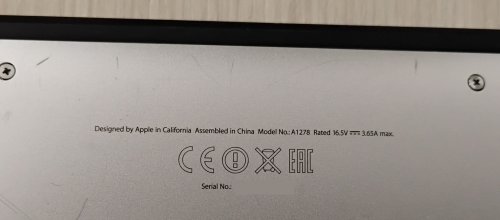 Designed by Apple in California Assembled in China Model No.: A1278 Rated 16.5V ⎓ 3.65A max.
CE EAC
Serial No.: